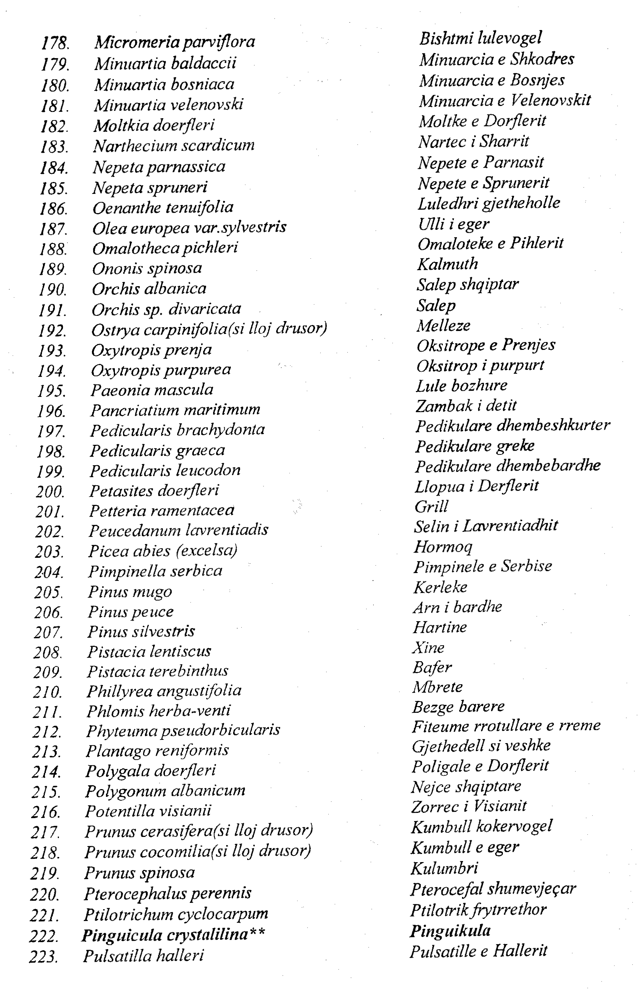 178. Micromeria parviflora Bishtmi lulevogel
179. Minuartia baldaccii Minuarcia e Shkodres
180. Minuartia bosniaca Minuarcia e Bosnjes
181. Minuartia velenovski Minuarcia e Velenovskit
182. Moltkia doerfleri Moltke e Dorflerit
183. Narthecium scardicum Nartec i Sharrit
184. Nepeta parnassica Nepete e Parnasit
185. Nepeta spruneri Nepete e Sprunerit
186. Oenanthe tenuifolia Luledhri gjetheholle
187. Olea europea var.sylvestris Ulli i eger
188. Omalotheca pichleri Omaloteke e Pihlerit
189. Ononis spinosa Kalmuth
190. Orchis albanica Salep shqiptar
191. Orchis sp. divaricata Salep
192. Ostrya carpinifolia(si lloj drusor) Melleze
193. Oxytropis prenja Oksitrope e Prenjes
194. Oxytropis purpurea Oksitrop i purpurt
195. Paeonia mascula Lule bozhure
196. Pancriatium maritimum Zambak i detit
197. Pedicularis brachydonta Pedikulare dhembeshkurter
198. Pedicularis graeca Pedikulare greke
199. Pedicularis leucodon Pedikulare dhembebardhe
200. Petasites doerfleri Llopua i Derflerit
201. Petteria ramentacea Grill
202. Peucedanum lavrentiadis Selin i Lavrentiadhit
203. Picea abies (excelsa) Hormoq
204. Pimpinella serbica Pimpinele e Serbise
205. Pinus mugo Kerleke
206. Pinus peuce Arn i bardhe
207. Pinus silvestris Hartine
208. Pistacia lentiscus Xine
209. Pistacia terebinthus Bafer
210. Phillyrea angustifolia Mbrete
211. Phlomis herba-venti Bezge barere
212. Phyteuma pseudorbicularis Fiteume rrotullare e rreme
213. Plantago reniformis Gjethedell si veshke
214. Polygala doerfleri Poligale e Dorflerit
215. Polygonum albanicum Nejce shqiptare
216. Potentilla visianii Zorrec i Visianit
217. Prunus cerasifera(si lloj drusor) Kumbull kokervogel
218. Prunus cocomilia(si lloj drusor) Kumbull e eger
219. Prunus spinosa Kulumbri
220. Pterocephalus perennis Pterocefal shumevjeçar
221. Ptilotrichum cyclocarpum Ptilotrik frytrrethor
222. Pinguicula crystalilina** Pinguikula
223. Pulsatilla halleri Pulsatille e Hallerit